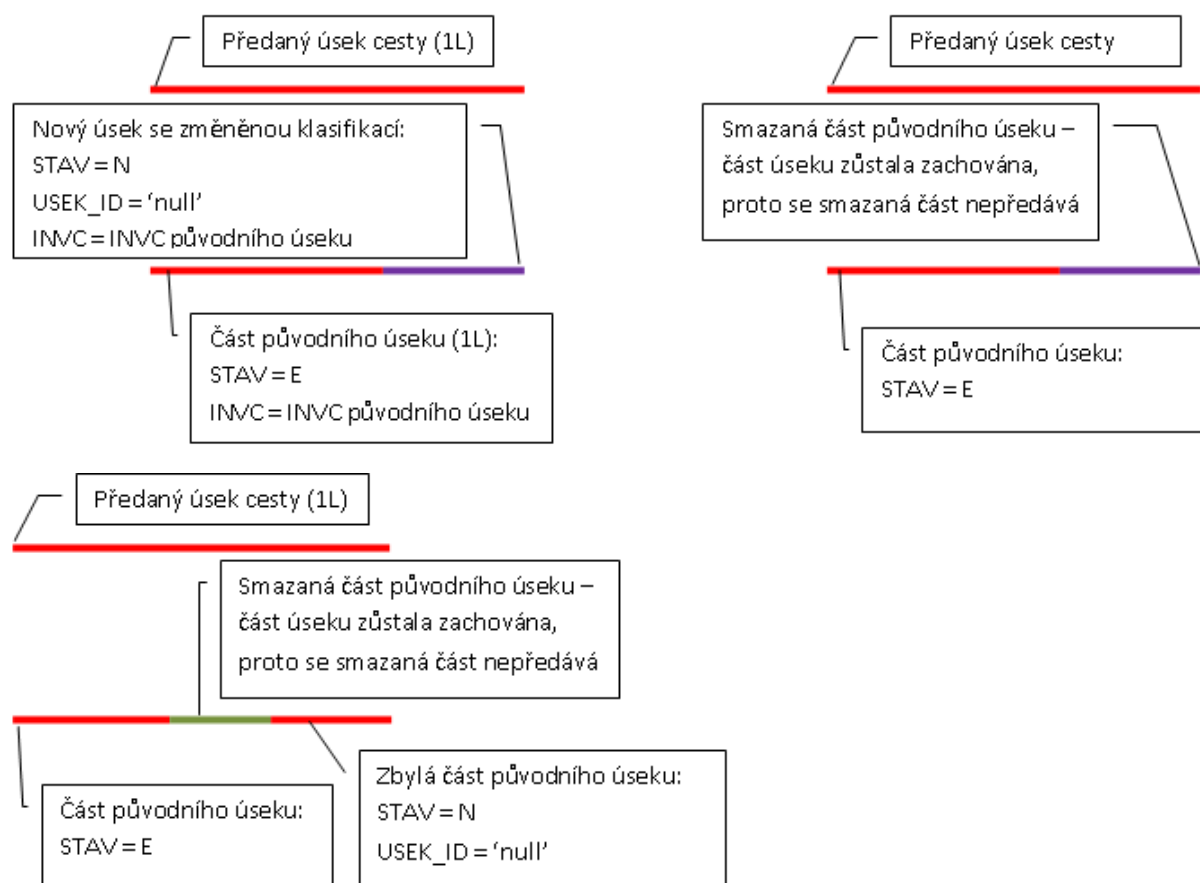 Předaný úsek cesty (1L)
Nový úsek se změněnou klasifikací:
STAV = N
USEK_ID = ‘null’
INVC = INVC původního úseku
Část původního úseku (1L):
STAV = E
INVC = INVC původního úseku
Předaný úsek cesty
Smazaná část původního úseku –
část úseku zůstala zachována,
proto se smazaná část nepředává
Část původního úseku:
STAV = E
Předaný úsek cesty (1L)
Smazaná část původního úseku –
část úseku zůstala zachována,
proto se smazaná část nepředává
Část původního úseku:
STAV = E
Zbylá část původního úseku:
STAV = N
USEK_ID = ‘null’